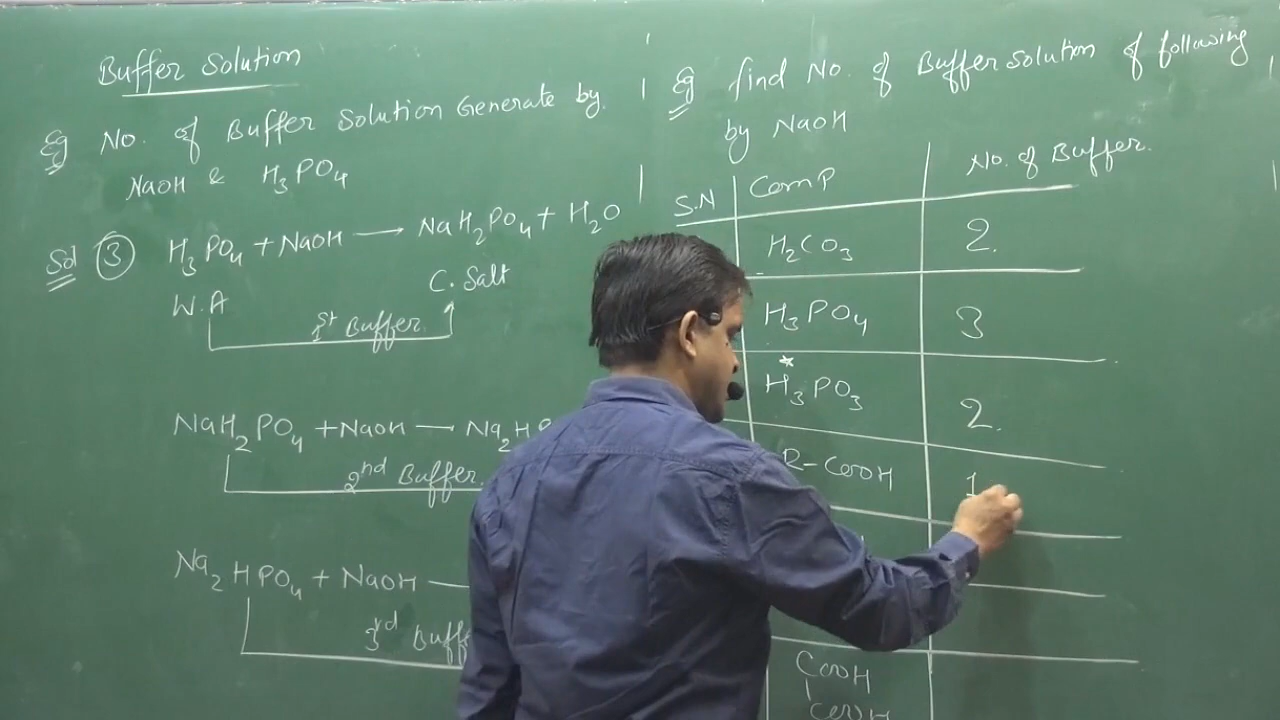 Buffer Solution
Eg No. of Buffer Solution Generate by
NaOH & H₃PO₄
Sol ③ H₃PO₄ + NaOH ⟶ NaH₂PO₄ + H₂O
W.A C. Salt
1st Buffer
NaH₂PO₄ + NaOH — Na₂H
2nd Buffer
Na₂HPO₄ + NaOH —
3rd Buff
Eg find No. of Buffer Solution of following
by NaOH
S.N Comp No. of Buffer.
H₂CO₃ 2.
H₃PO₄ 3
*
H₃PO₃ 2.
R-COOH 1
COOH
|
COOH